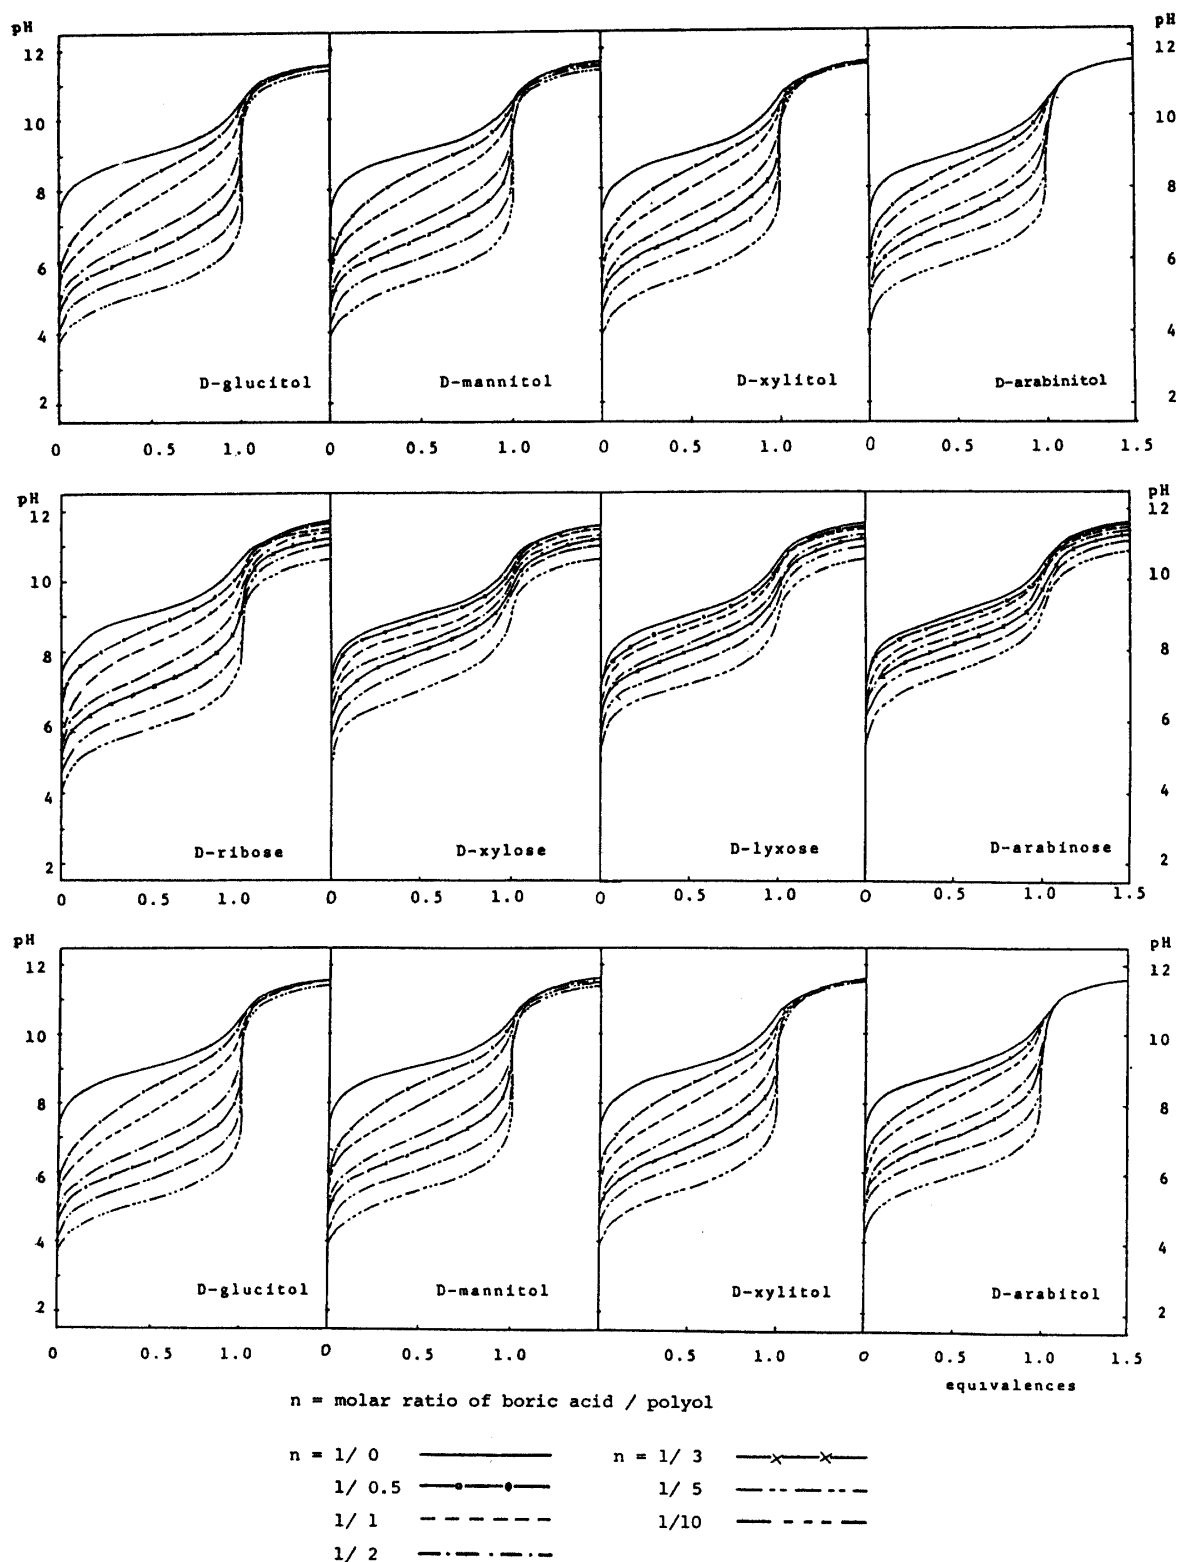 pH pH
12 12
10 10
8 8
6 6
4 4
2 2
D-glucitol D-mannitol D-xylitol D-arabinitol
0 0.5 1.0 0 0.5 1.0 0 0.5 1.0 0 0.5 1.0 1.5
pH pH
12 12
10 10
8 8
6 6
4 4
2 2
D-ribose D-xylose D-lyxose D-arabinose
0 0.5 1.0 0 0.5 1.0 0 0.5 1.0 0 0.5 1.0 1.5
pH pH
12 12
10 10
8 8
6 6
4 4
2 2
D-glucitol D-mannitol D-xylitol D-arabitol
0 0.5 1.0 0 0.5 1.0 0.5 1.0 0 0.5 1.0 1.5
equivalences
n = molar ratio of boric acid / polyol
n = 1/ 0 n = 1/ 3
1/ 0.5 1/ 5
1/ 1 1/10
1/ 2